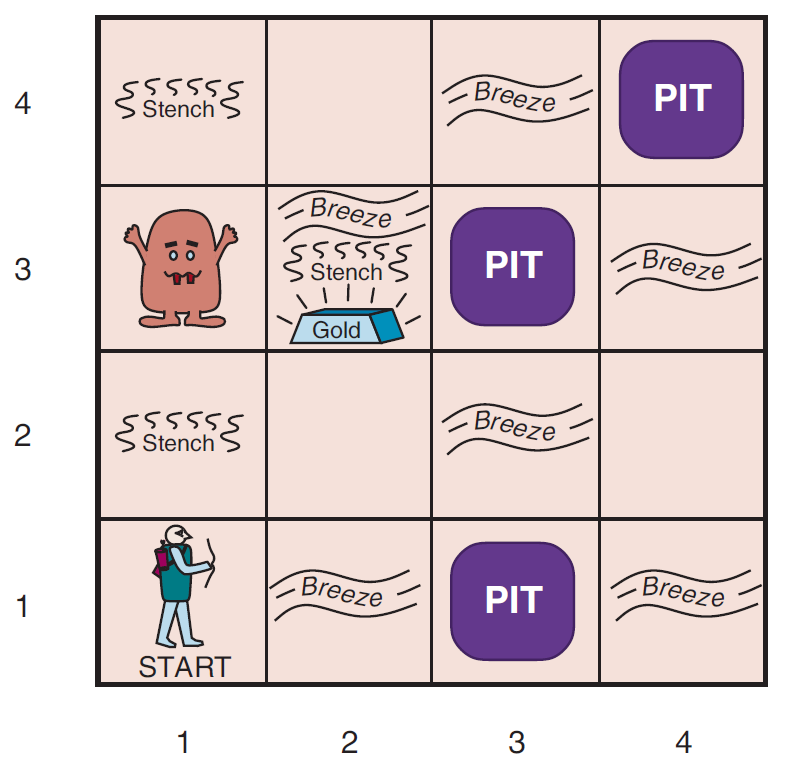 4
Stench
Breeze
PIT
3
Breeze
Stench
Gold
PIT
Breeze
2
Stench
Breeze
1
START
Breeze
PIT
Breeze
1 2 3 4